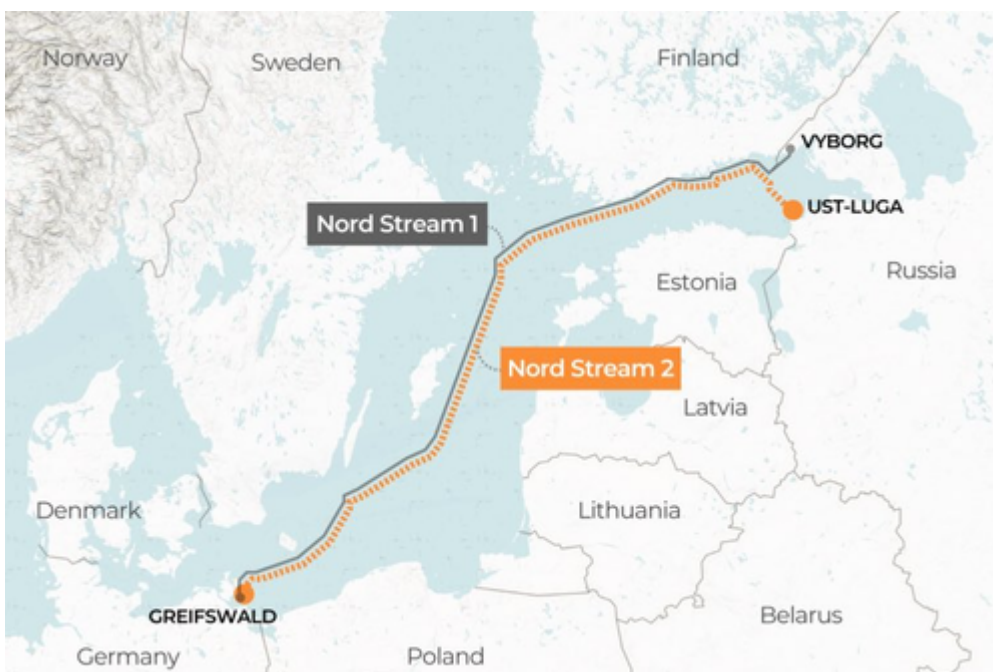 Norway
Sweden
Finland
VYBORG
UST-LUGA
Nord Stream 1
Russia
Estonia
Nord Stream 2
Latvia
Denmark
Lithuania
GREIFSWALD
Belarus
Germany
Poland